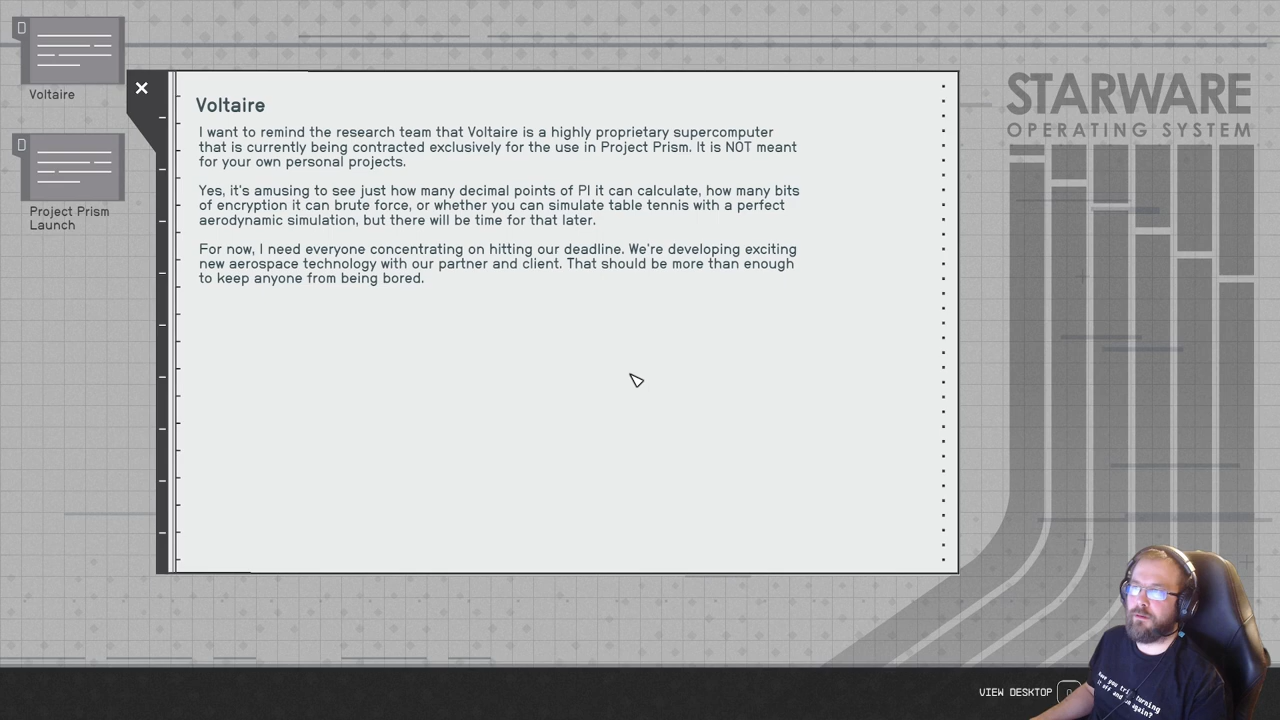 Voltaire
Project Prism
Launch
Voltaire
I want to remind the research team that Voltaire is a highly proprietary supercomputer
that is currently being contracted exclusively for the use in Project Prism. It is NOT meant
for your own personal projects.
Yes, it's amusing to see just how many decimal points of PI it can calculate, how many bits
of encryption it can brute force, or whether you can simulate table tennis with a perfect
aerodynamic simulation, but there will be time for that later.
For now, I need everyone concentrating on hitting our deadline. We're developing exciting
new aerospace technology with our partner and client. That should be more than enough
to keep anyone from being bored.
STARWARE
OPERATING SYSTEM
VIEW DESKTOP